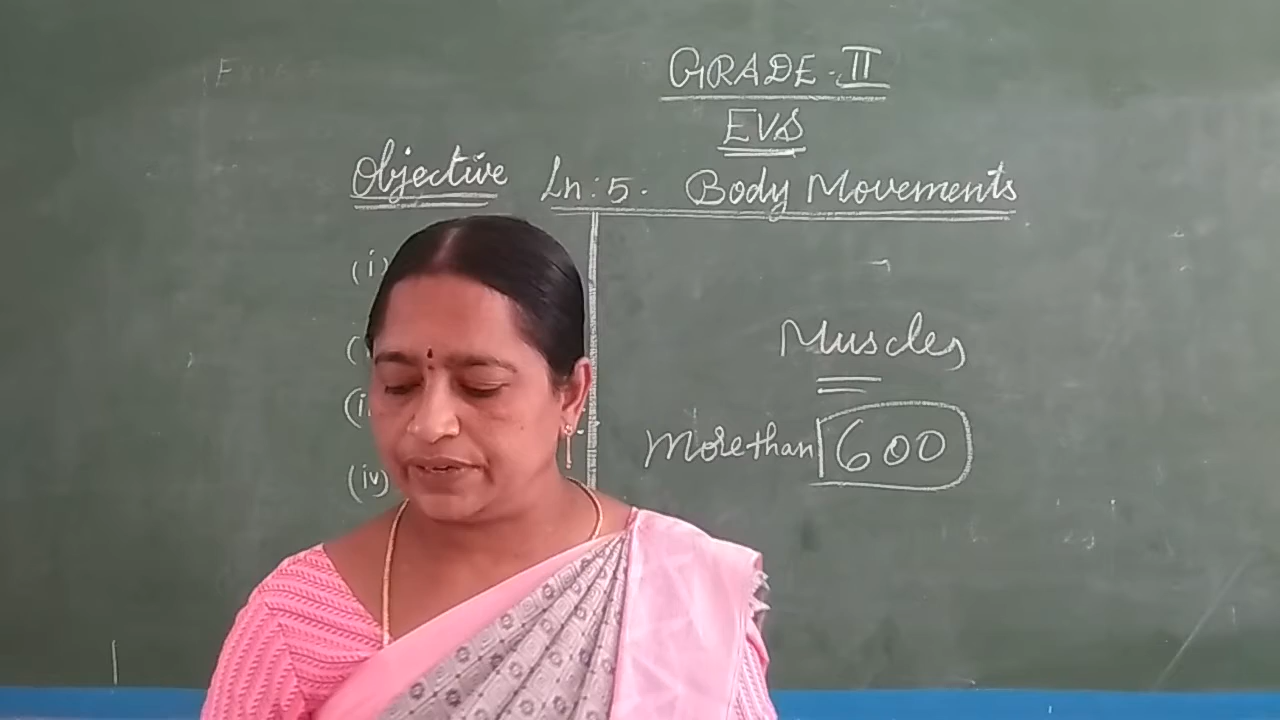 GRADE-II
EVS
Objective Ln:5. Body Movements
(i)
Muscles
More than 600
(iv)